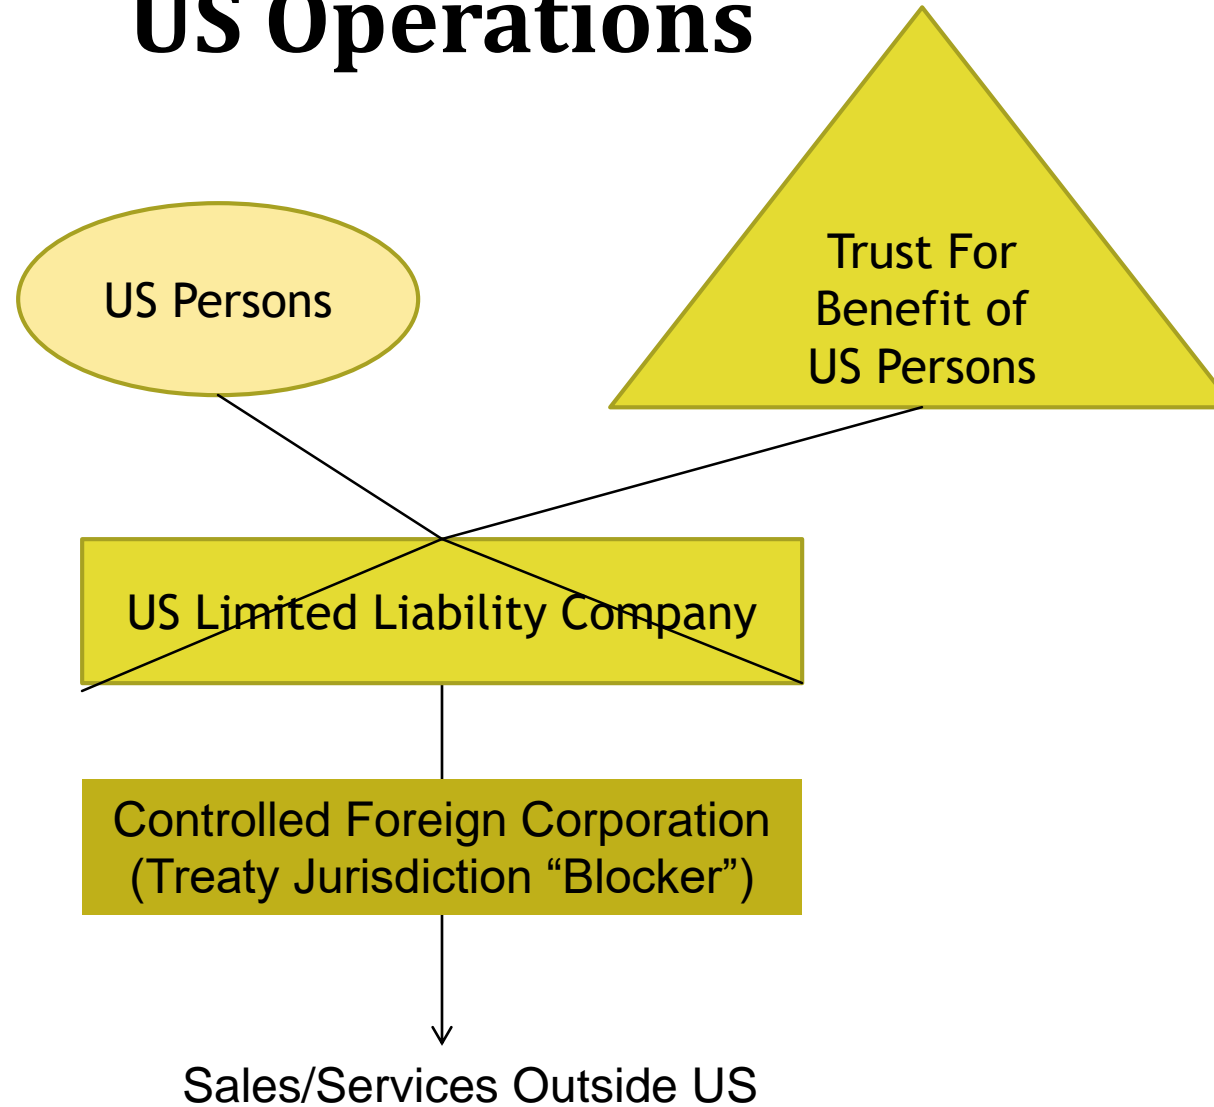 US Operations
US Persons
Trust For
Benefit of
US Persons
US Limited Liability Company
Controlled Foreign Corporation
(Treaty Jurisdiction “Blocker”)
Sales/Services Outside US